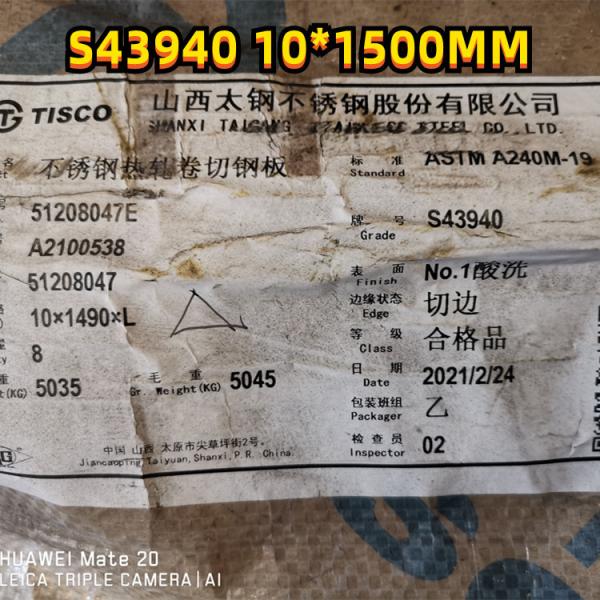 S43940 10*1500MM
TISCO
山西太钢不锈钢股份有限公司
SHANXI TAIGANG STAINLESS STEEL CO.,LTD.
不锈钢热轧卷切钢板
标 准 ASTM A240M-19
Standard
51208047E
牌 号 S43940
Grade
A2100538
51208047
表 面 No.1酸洗
Finish
10×1490×L
边缘状态 切边
Edge
8
等 级 合格品
Class
5035
毛 重 5045
Gr. Weight(KG)
日 期 2021/2/24
Date
包装班组 乙
Packager
中国 山西 太原市尖草坪街2号。
Jiancaoping,Taiyuan,Shanxi,P.R. China.
检 查 员 02
Inspector
HUAWEI Mate 20
LEICA TRIPLE CAMERA | AI